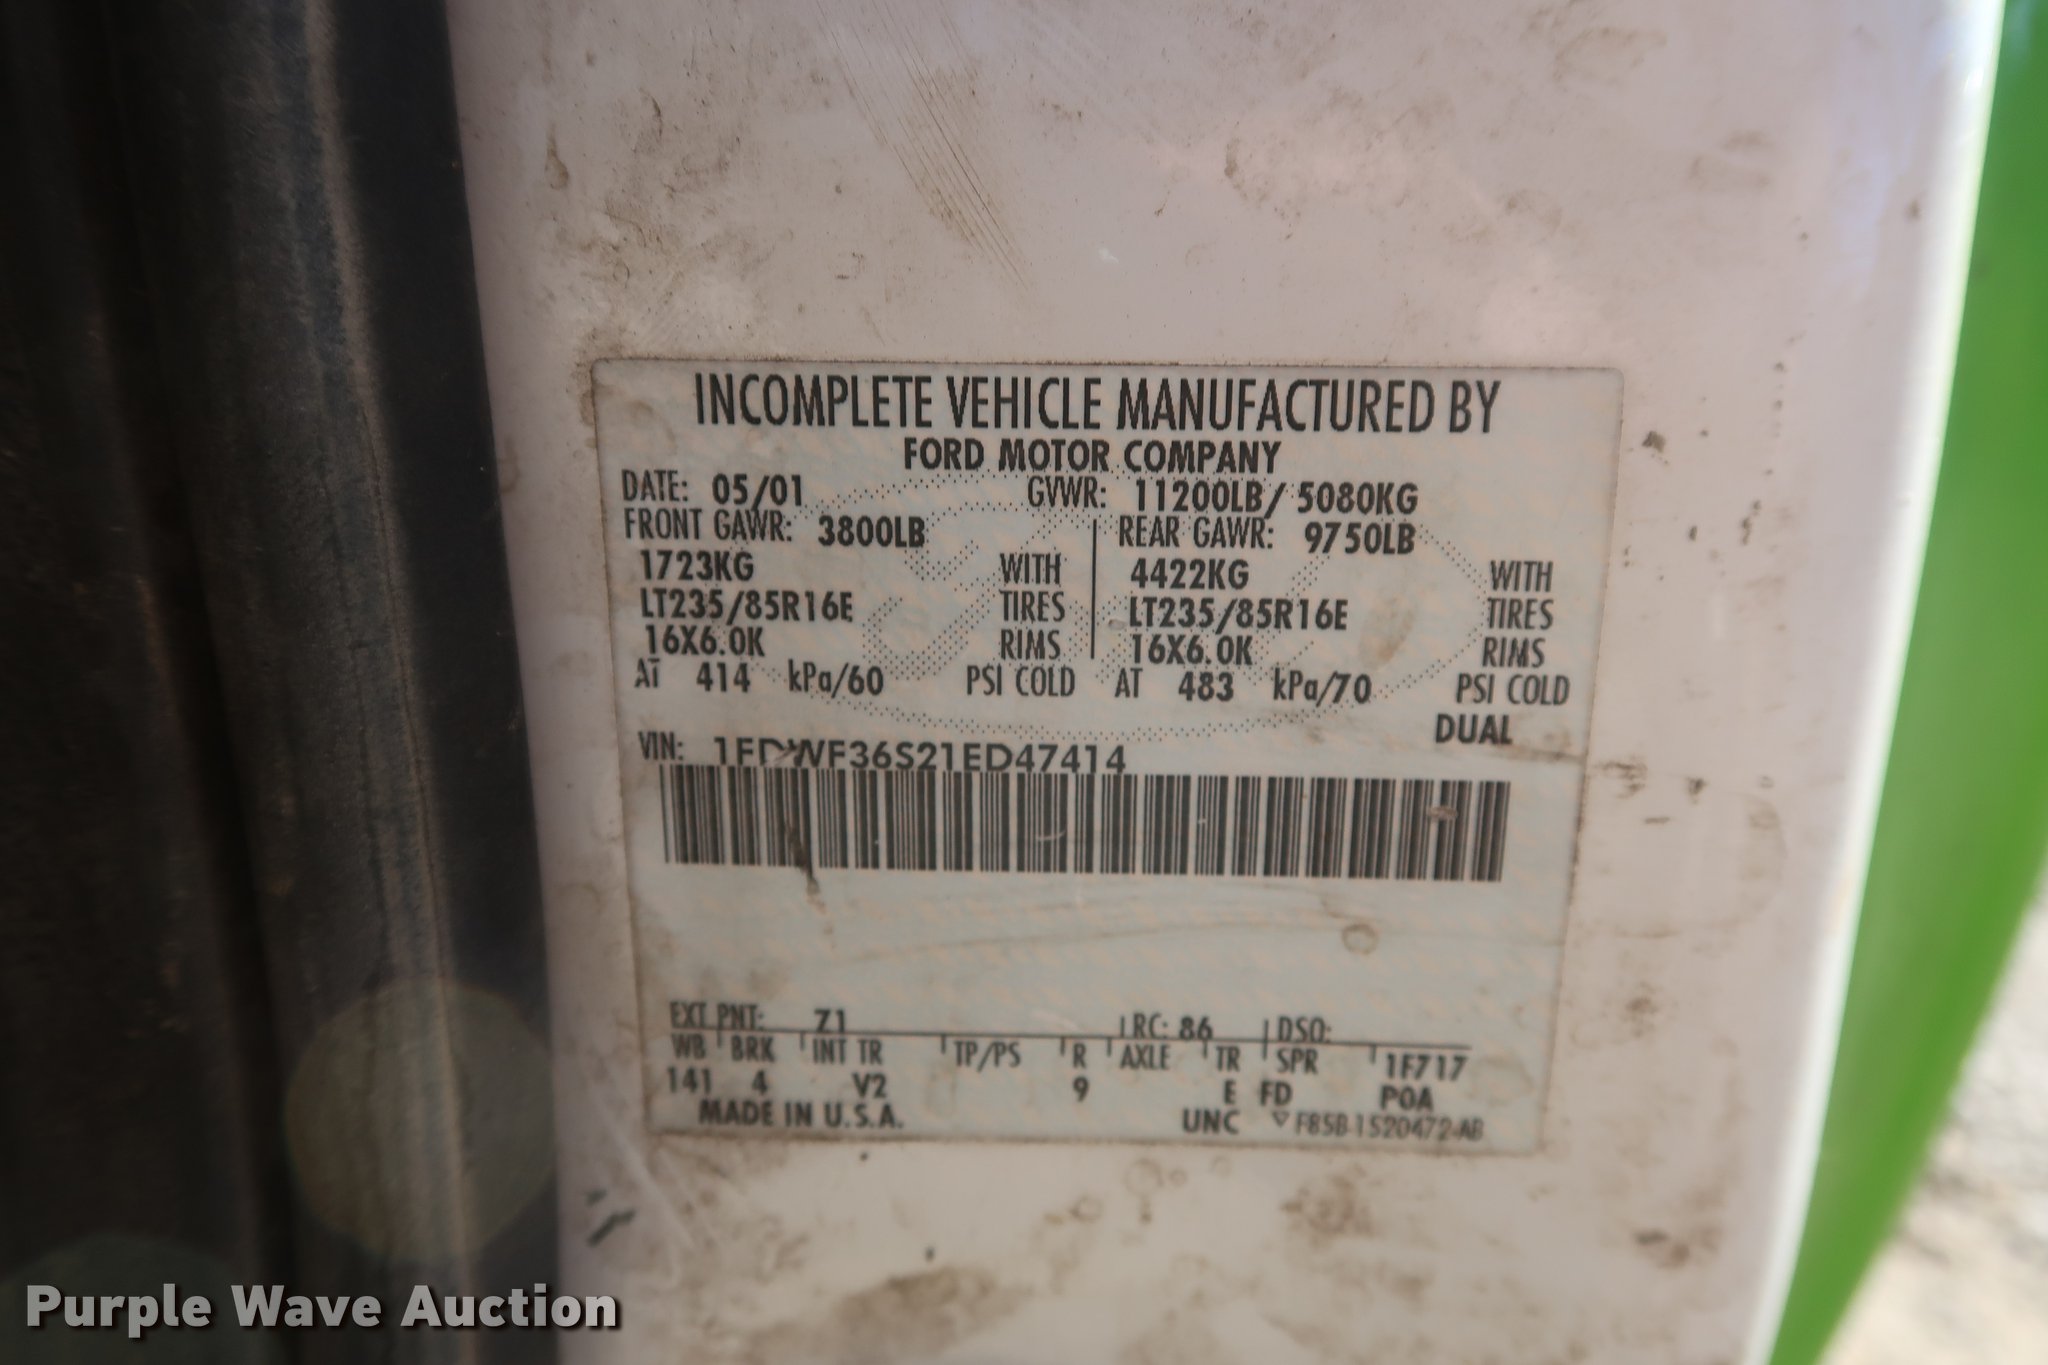 INCOMPLETE VEHICLE MANUFACTURED BY
FORD MOTOR COMPANY
DATE: 05/01 GVWR: 11200LB/ 5080KG
FRONT GAWR: 3800LB REAR GAWR: 9750LB
1723KG WITH 4422KG WITH
LT235/85R16E TIRES LT235/85R16E TIRES
16X6.0K RIMS 16X6.0K RIMS
AT 414 kPa/60 PSI COLD AT 483 kPa/70 PSI COLD
DUAL
VIN: 1FDWF36S21ED47414
EXT PNT: Z1 RC: 86 DSO:
WB BRK INT TR TP/PS R AXLE TR SPR 1F717
141 4 V2 9 E FD POA
MADE IN U.S.A. UNC F85B-1520472-AB
Purple Wave Auction